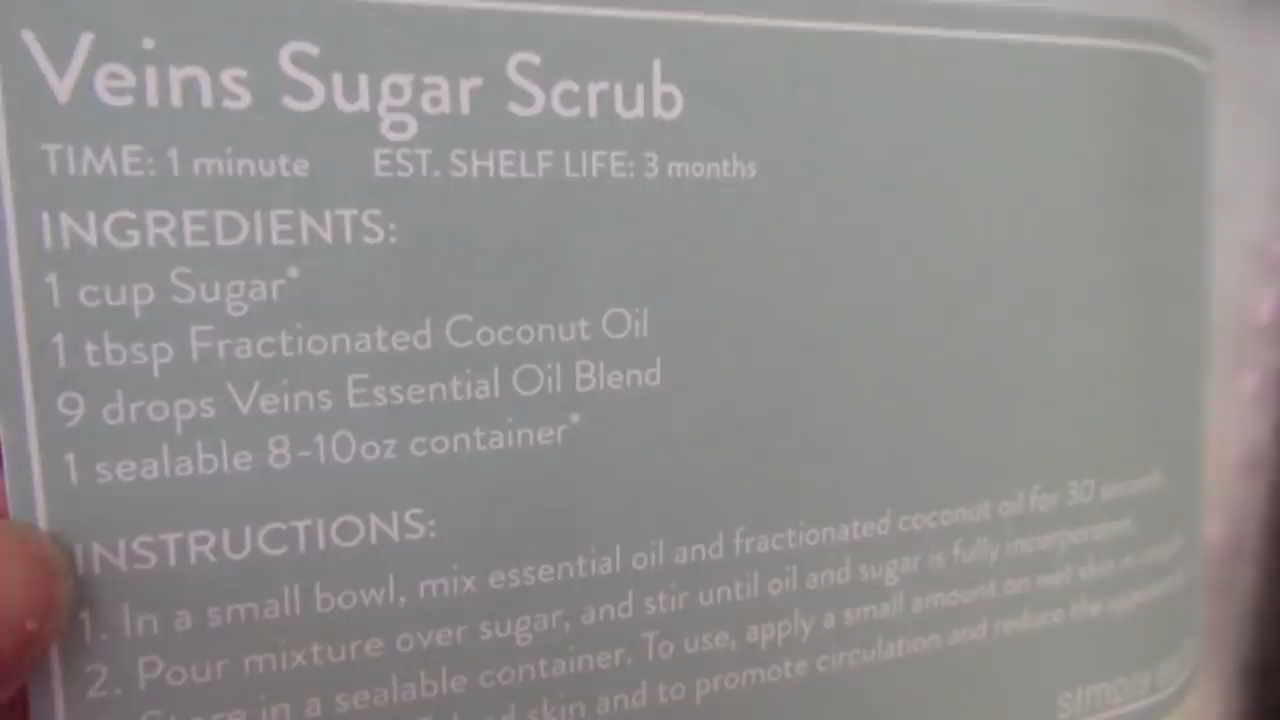 Veins Sugar Scrub
TIME: 1 minute EST. SHELF LIFE: 3 months
INGREDIENTS:
1 cup Sugar*
1 tbsp Fractionated Coconut Oil
9 drops Veins Essential Oil Blend
1 sealable 8-10oz container*
INSTRUCTIONS:
1. In a small bowl, mix essential oil and fractionated coconut oil for 30
2. Pour mixture over sugar, and stir until oil and sugar is fully incorporated.
Store in a sealable container. To use, apply a small amount on wet skin
skin and to promote circulation and reduce the
simple